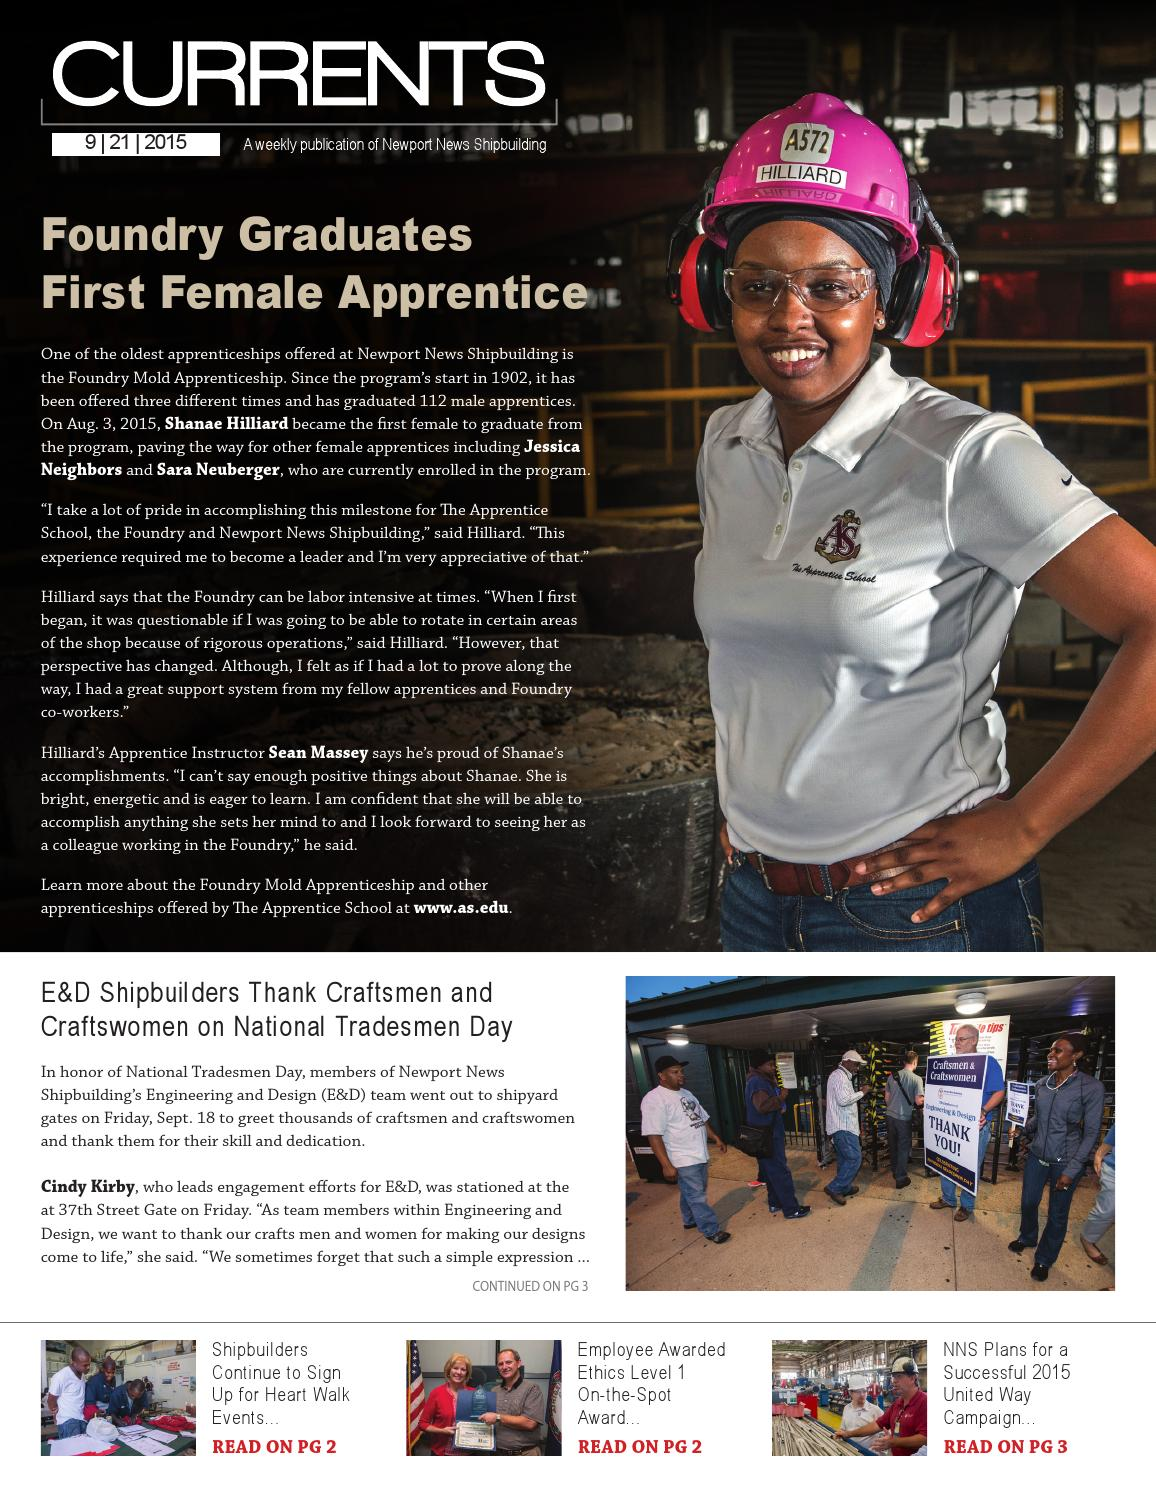 CURRENTS
9 | 21 | 2015
A weekly publication of Newport News Shipbuilding
A572
HILLIARD
Foundry Graduates
First Female Apprentice
One of the oldest apprenticeships offered at Newport News Shipbuilding is
the Foundry Mold Apprenticeship. Since the program’s start in 1902, it has
been offered three different times and has graduated 112 male apprentices.
On Aug. 3, 2015, Shanae Hilliard became the first female to graduate from
the program, paving the way for other female apprentices including Jessica
Neighbors and Sara Neuberger, who are currently enrolled in the program.
“I take a lot of pride in accomplishing this milestone for The Apprentice
School, the Foundry and Newport News Shipbuilding,” said Hilliard. “This
experience required me to become a leader and I’m very appreciative of that.”
Hilliard says that the Foundry can be labor intensive at times. “When I first
began, it was questionable if I was going to be able to rotate in certain areas
of the shop because of rigorous operations,” said Hilliard. “However, that
perspective has changed. Although, I felt as if I had a lot to prove along the
way, I had a great support system from my fellow apprentices and Foundry
co-workers.”
Hilliard’s Apprentice Instructor Sean Massey says he’s proud of Shanae’s
accomplishments. “I can’t say enough positive things about Shanae. She is
bright, energetic and is eager to learn. I am confident that she will be able to
accomplish anything she sets her mind to and I look forward to seeing her as
a colleague working in the Foundry,” he said.
Learn more about the Foundry Mold Apprenticeship and other
apprenticeships offered by The Apprentice School at www.as.edu.
AS
The Apprentice School
E&D Shipbuilders Thank Craftsmen and
Craftswomen on National Tradesmen Day
In honor of National Tradesmen Day, members of Newport News
Shipbuilding’s Engineering and Design (E&D) team went out to shipyard
gates on Friday, Sept. 18 to greet thousands of craftsmen and craftswomen
and thank them for their skill and dedication.
Cindy Kirby, who leads engagement efforts for E&D, was stationed at the
at 37th Street Gate on Friday. “As team members within Engineering and
Design, we want to thank our crafts men and women for making our designs
come to life,” she said. “We sometimes forget that such a simple expression ...
CONTINUED ON PG 3
tips
Craftsmen &
Craftswomen
Engineering & Design
THANK
YOU!
Shipbuilders
Continue to Sign
Up for Heart Walk
Events...
READ ON PG 2
Employee Awarded
Ethics Level 1
On-the-Spot
Award...
READ ON PG 2
NNS Plans for a
Successful 2015
United Way
Campaign...
READ ON PG 3